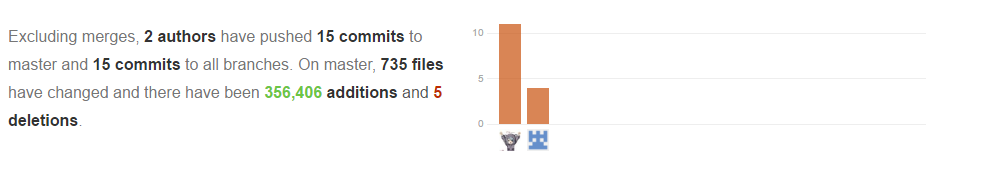 Excluding merges, 2 authors have pushed 15 commits to
master and 15 commits to all branches. On master, 735 files
have changed and there have been 356,406 additions and 5
deletions.
10
5
0